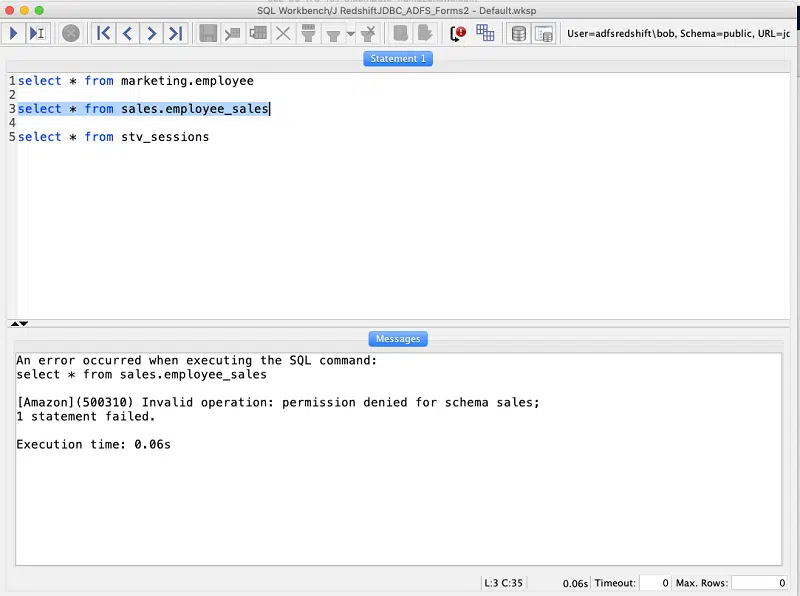 SQL Workbench/J RedshiftJDBC_ADFS_Forms2 - Default.wksp
User=adfsredshift\bob, Schema=public, URL=jc
Statement 1
1 select * from marketing.employee
2
3 select * from sales.employee_sales
4
5 select * from stv_sessions
Messages
An error occurred when executing the SQL command:
select * from sales.employee_sales
[Amazon](500310) Invalid operation: permission denied for schema sales;
1 statement failed.
Execution time: 0.06s
L:3 C:35 0.06s Timeout: 0 Max. Rows: 0